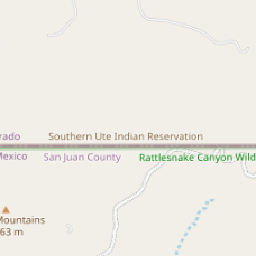 rado
Southern Ute Indian Reservation
Mexico
San Juan County
Rattlesnake Canyon Wild
Mountains
63 m